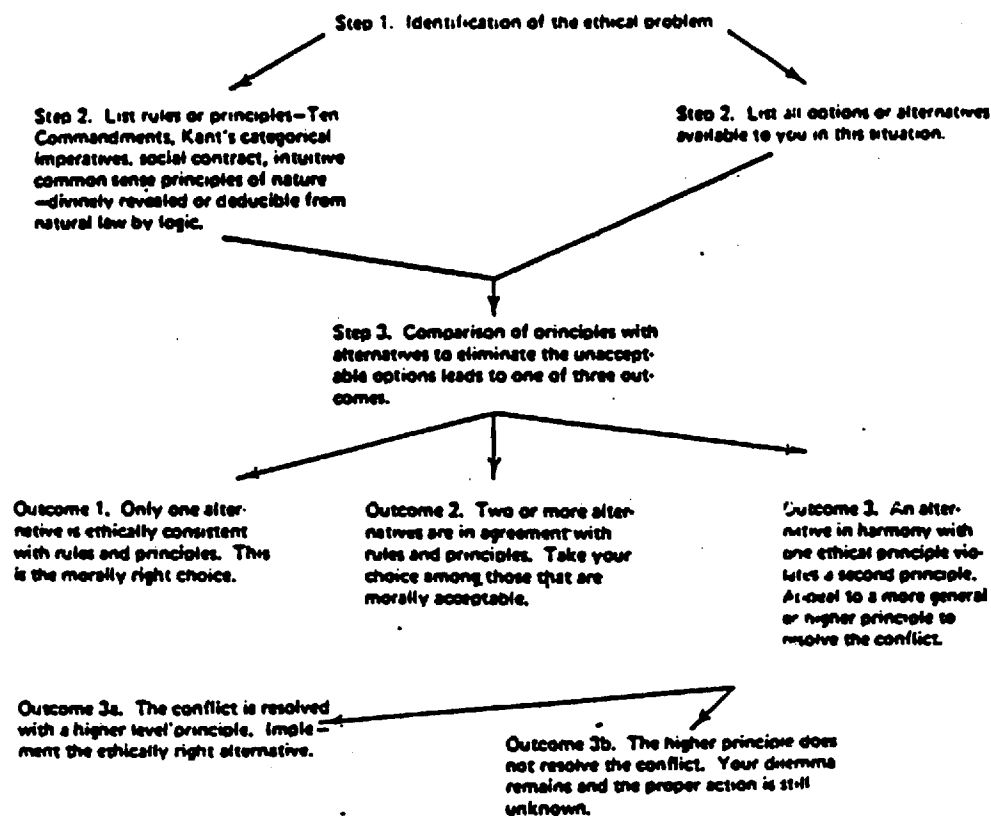 Step 1. Identification of the ethical problem
Step 2. List rules or principles—Ten
Commandments, Kant's categorical
imperatives, social contract, intuitive
common sense principles of nature
—divinely revealed or deducible from
natural law by logic.
Step 2. List all options or alternatives
available to you in this situation.
Step 3. Comparison of principles with
alternatives to eliminate the unaccept-
able options leads to one of three out-
comes.
Outcome 1. Only one alter-
native is ethically consistent
with rules and principles. This
is the morally right choice.
Outcome 2. Two or more alter-
natives are in agreement with
rules and principles. Take your
choice among those that are
morally acceptable.
Outcome 3. An alter-
native in harmony with
one ethical principle vio-
lates a second principle.
Appeal to a more general
or higher principle to
resolve the conflict.
Outcome 3a. The conflict is resolved
with a higher level principle. Imple-
ment the ethically right alternative.
Outcome 3b. The higher principle does
not resolve the conflict. Your dilemma
remains and the proper action is still
unknown.